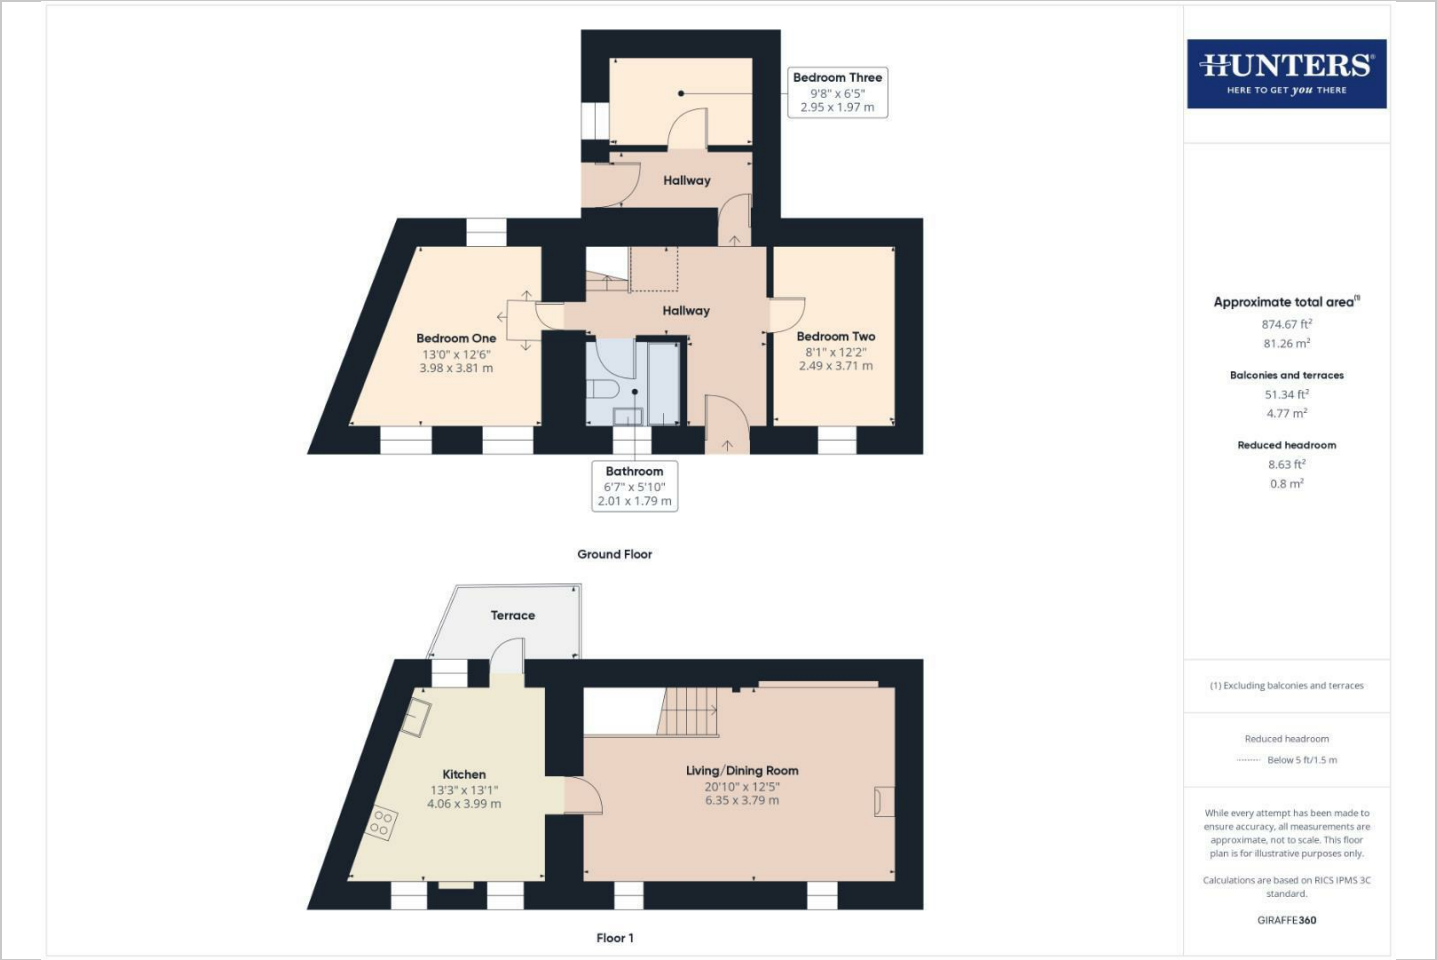 Bedroom Three
9'8" x 6'5"
2.95 x 1.97 m
Hallway
Hallway
Bedroom One
13'0" x 12'6"
3.98 x 3.81 m
Bedroom Two
8'1" x 12'2"
2.49 x 3.71 m
Bathroom
6'7" x 5'10"
2.01 x 1.79 m
Ground Floor
Terrace
Kitchen
13'3" x 13'1"
4.06 x 3.99 m
Living/Dining Room
20'10" x 12'5"
6.35 x 3.79 m
Floor 1
HUNTERS®
HERE TO GET you THERE
Approximate total area⁽¹⁾
874.67 ft²
81.26 m²
Balconies and terraces
51.34 ft²
4.77 m²
Reduced headroom
8.63 ft²
0.8 m²
(1) Excluding balconies and terraces
Reduced headroom
Below 5 ft/1.5 m
While every attempt has been made to
ensure accuracy, all measurements are
approximate, not to scale. This floor
plan is for illustrative purposes only.
Calculations are based on RICS IPMS 3C
standard.
GIRAFFE360